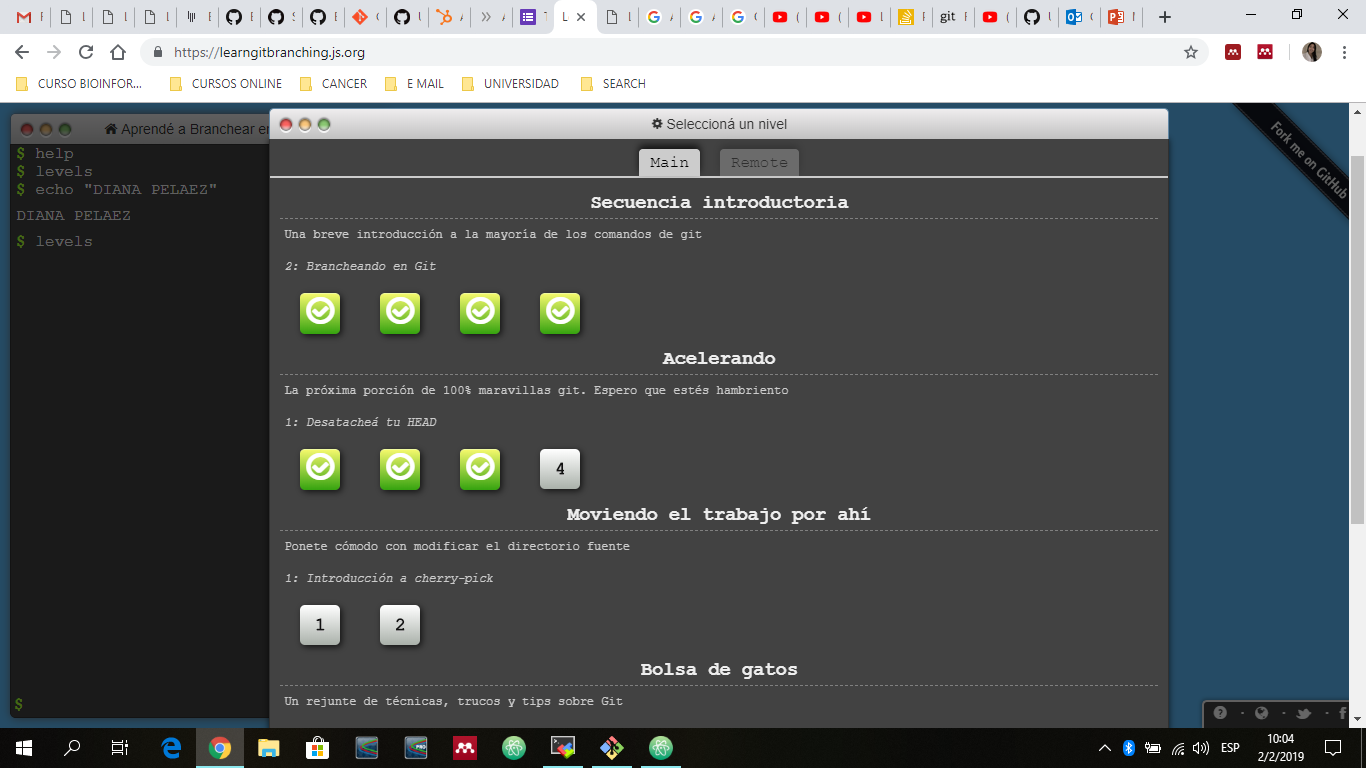 https://learngitbranching.js.org
CURSO BIOINFOR...
CURSOS ONLINE
CANCER
E MAIL
UNIVERSIDAD
SEARCH
Aprendé a Branchear en
$ help
$ levels
$ echo "DIANA PELAEZ"
DIANA PELAEZ
$ levels
$
Seleccioná un nivel
Main
Remote
Secuencia introductoria
Una breve introducción a la mayoría de los comandos de git
2: Brancheando en Git
Acelerando
La próxima porción de 100% maravillas git. Espero que estés hambriento
1: Desatacheá tu HEAD
4
Moviendo el trabajo por ahí
Ponete cómodo con modificar el directorio fuente
1: Introducción a cherry-pick
1 2
Bolsa de gatos
Un rejunte de técnicas, trucos y tips sobre Git
Fork me on GitHub
ESP
10:04
2/2/2019